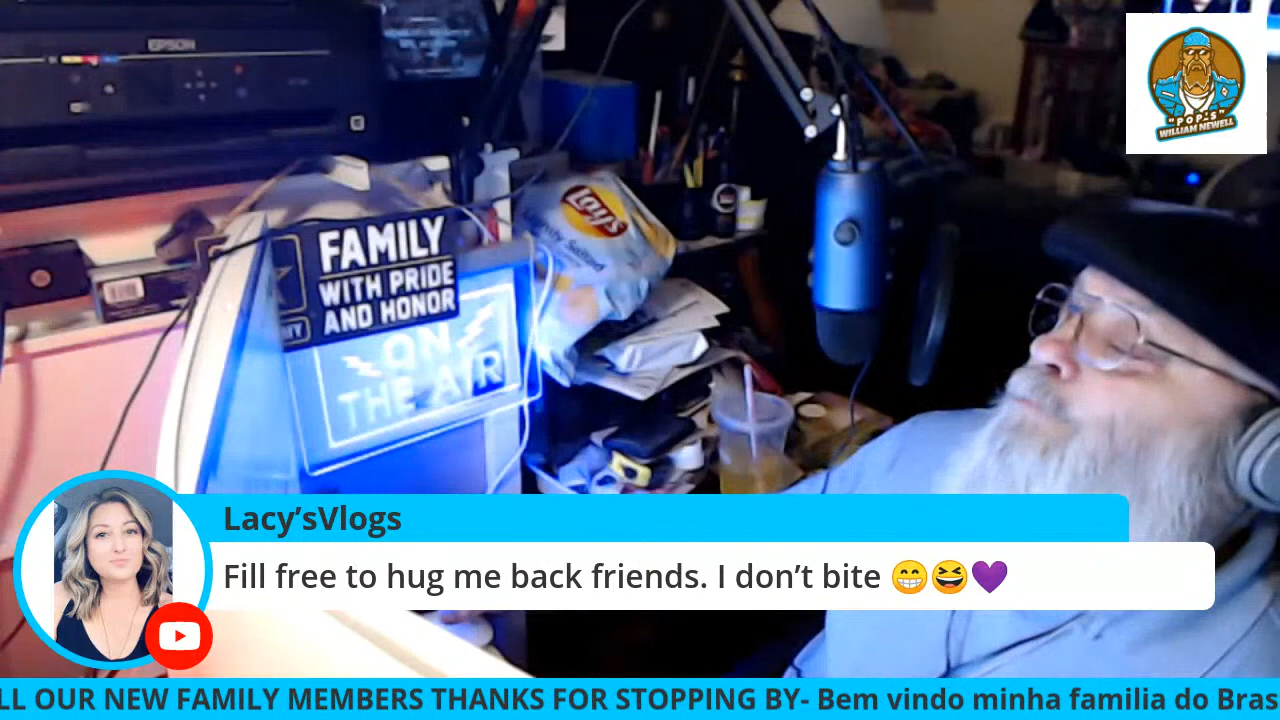 EPSON
"POP'S"
WILLIAM NEWELL
Lay's
FAMILY
WITH PRIDE
AND HONOR
ON
THE AIR
Lacy'sVlogs
Fill free to hug me back friends. I don't bite 😁😆💜
LL OUR NEW FAMILY MEMBERS THANKS FOR STOPPING BY- Bem vindo minha familia do Bras